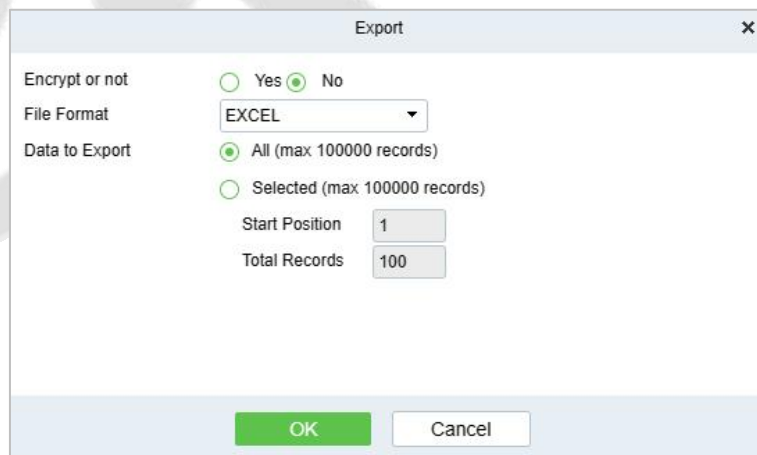 Export
Encrypt or not Yes No
File Format EXCEL
Data to Export All (max 100000 records)
Selected (max 100000 records)
Start Position 1
Total Records 100
OK Cancel